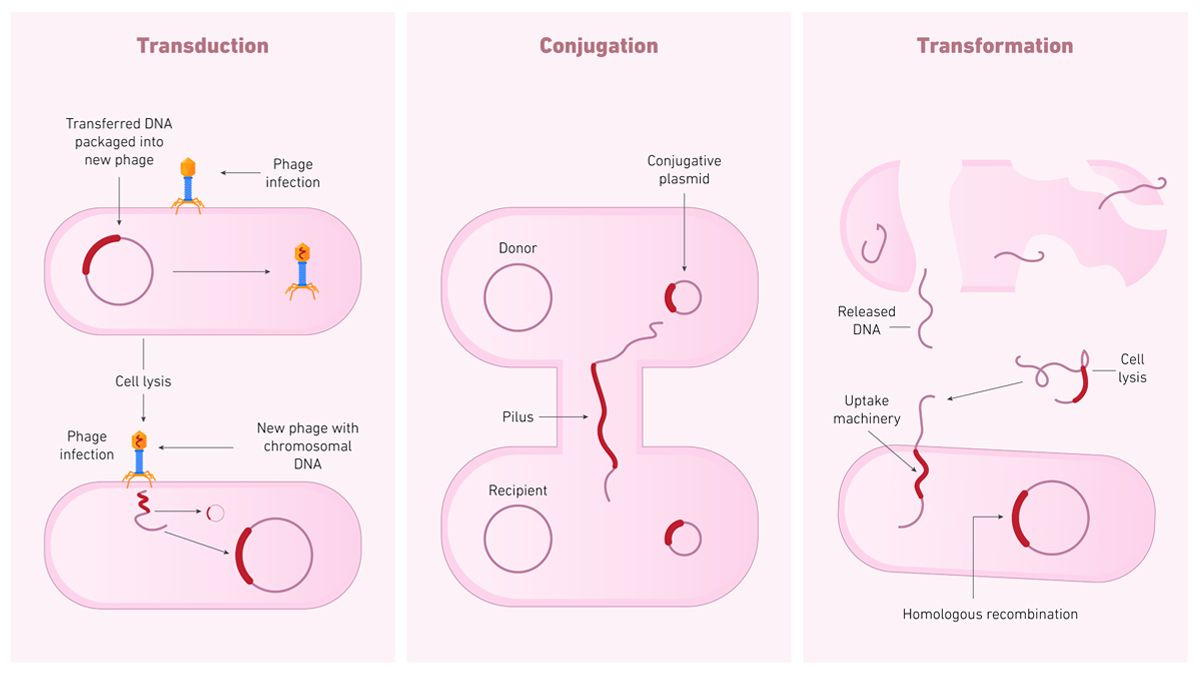 Transduction
Transferred DNA
packaged into
new phage
Phage
infection
Cell lysis
Phage
infection
New phage with
chromosomal
DNA
Conjugation
Conjugative
plasmid
Donor
Pilus
Recipient
Transformation
Released
DNA
Cell
lysis
Uptake
machinery
Homologous recombination